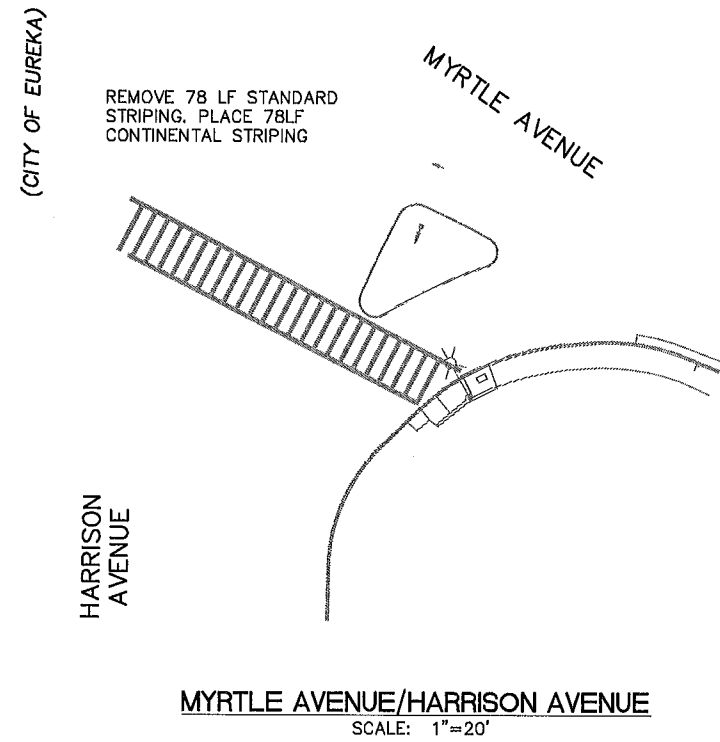 (CITY OF EUREKA)
REMOVE 78 LF STANDARD
STRIPING. PLACE 78LF
CONTINENTAL STRIPING
MYRTLE AVENUE
HARRISON
AVENUE
MYRTLE AVENUE/HARRISON AVENUE
SCALE: 1"=20'